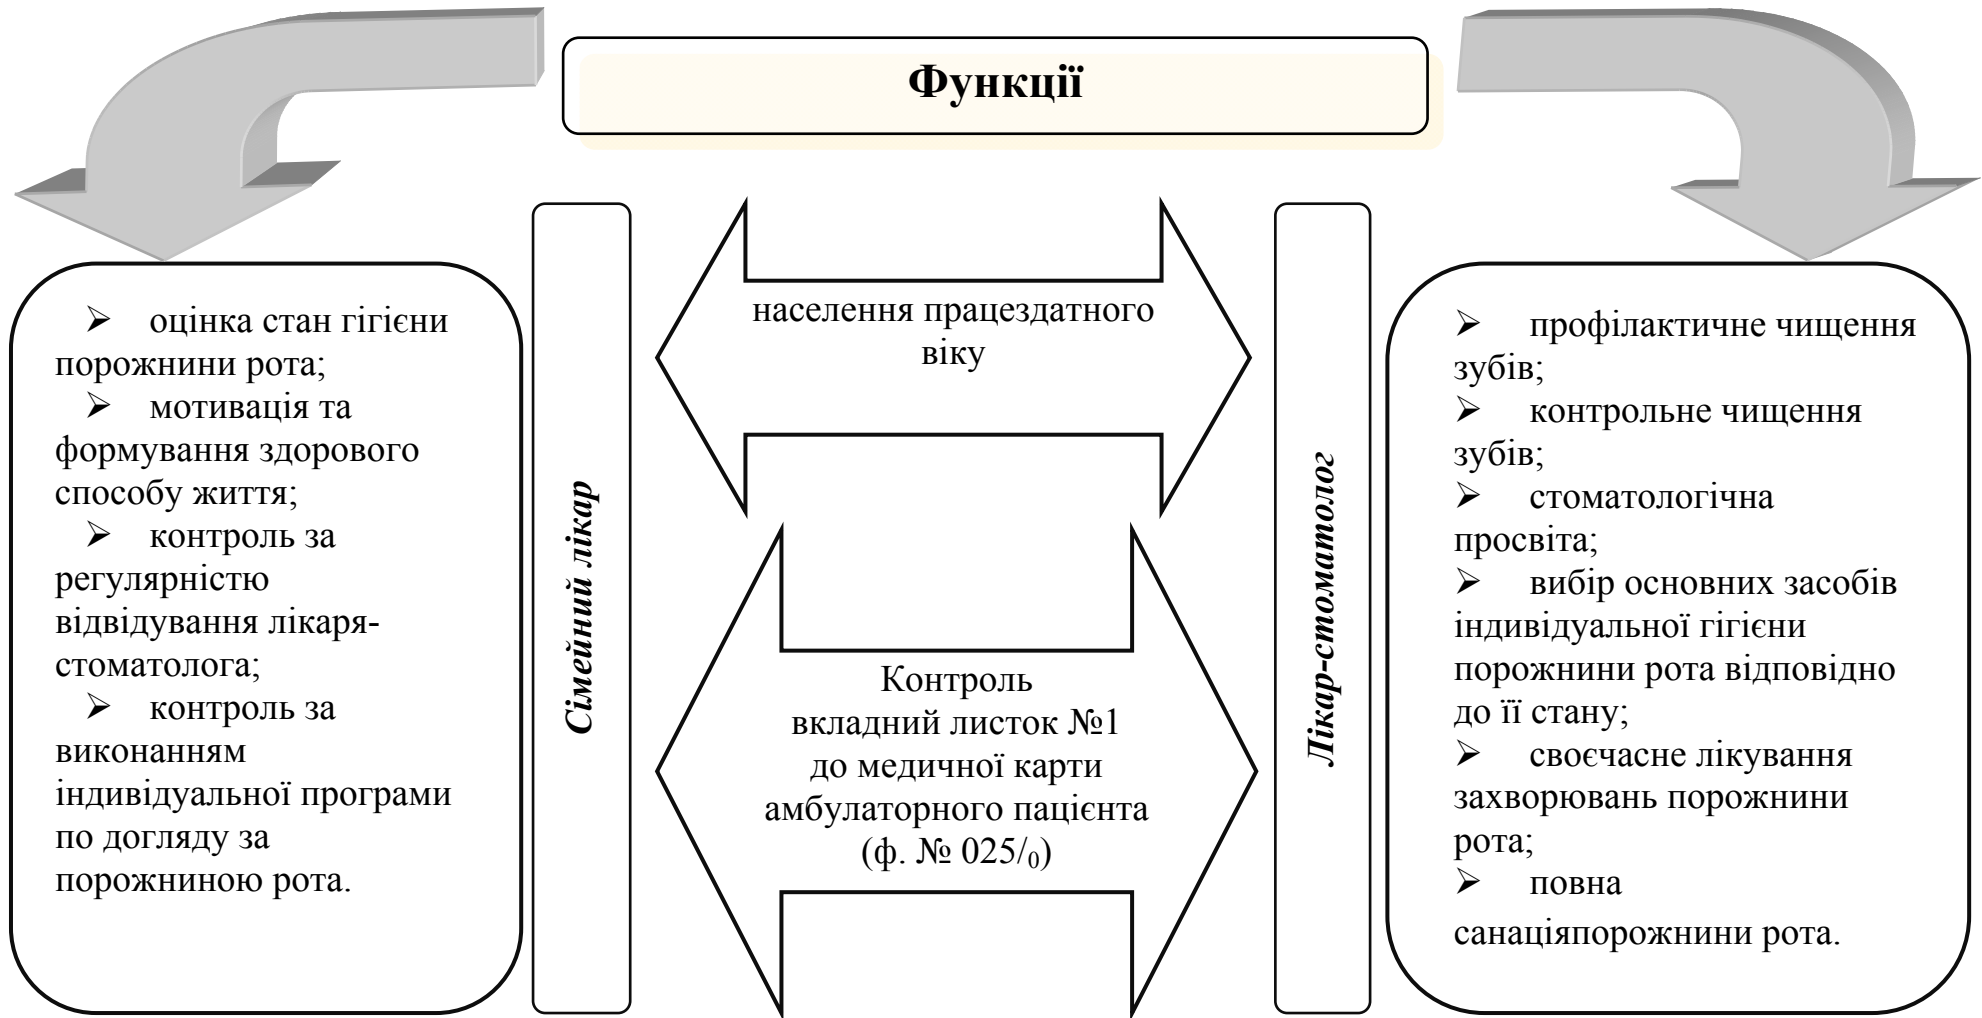 Функції
➢ оцінка стан гігієни
порожнини рота;
➢ мотивація та
формування здорового
способу життя;
➢ контроль за
регулярністю
відвідування лікаря-
стоматолога;
➢ контроль за
виконанням
індивідуальної програми
по догляду за
порожниною рота.
Сімейний лікар
населення працездатного
віку
Контроль
вкладний листок №1
до медичної карти
амбулаторного пацієнта
(ф. № 025/₀)
Лікар-стоматолог
➢ профілактичне чищення
зубів;
➢ контрольне чищення
зубів;
➢ стоматологічна
просвіта;
➢ вибір основних засобів
індивідуальної гігієни
порожнини рота відповідно
до її стану;
➢ своєчасне лікування
захворювань порожнини
рота;
➢ повна
санаціяпорожнини рота.